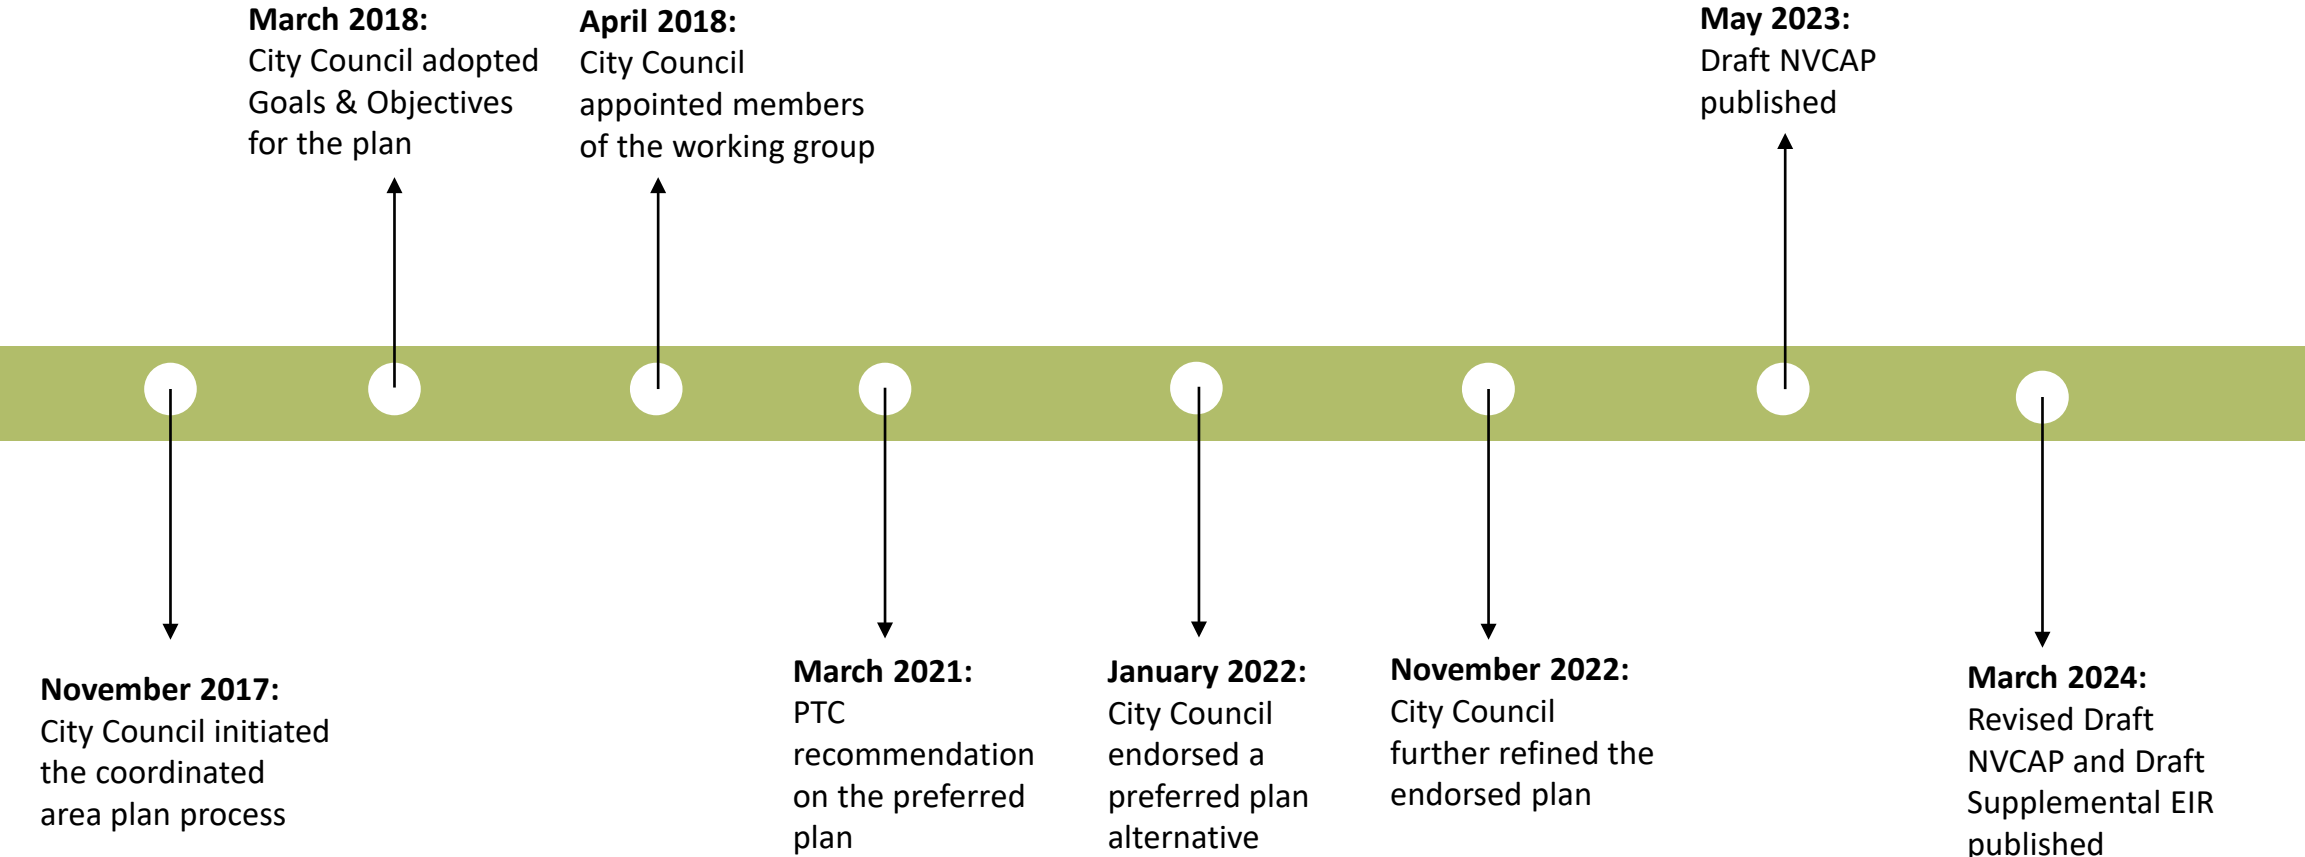 March 2018:
City Council adopted
Goals & Objectives
for the plan
April 2018:
City Council
appointed members
of the working group
May 2023:
Draft NVCAP
published
November 2017:
City Council initiated
the coordinated
area plan process
March 2021:
PTC
recommendation
on the preferred
plan
January 2022:
City Council
endorsed a
preferred plan
alternative
November 2022:
City Council
further refined the
endorsed plan
March 2024:
Revised Draft
NVCAP and Draft
Supplemental EIR
published